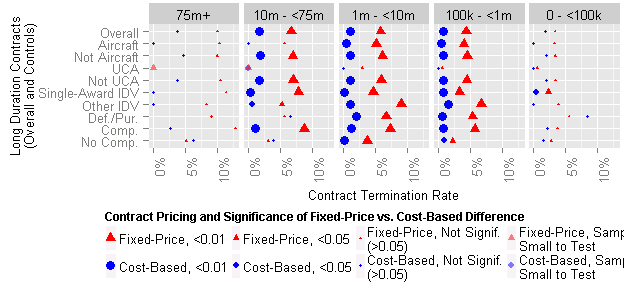 75m+ 10m - <75m 1m - <10m 100k - <1m 0 - <100k
Long Duration Contracts
(Overall and Controls)
Overall
Aircraft
Not Aircraft
UCA
Not UCA
Single-Award IDV
Other IDV
Def./Pur.
Comp.
No Comp.
0% 5% 10% 0% 5% 10% 0% 5% 10% 0% 5% 10% 0% 5% 10%
Contract Termination Rate
Contract Pricing and Significance of Fixed-Price vs. Cost-Based Difference
Fixed-Price, <0.01 Fixed-Price, <0.05 Fixed-Price, Not Signif. (>0.05) Fixed-Price, Samp Small to Test
Cost-Based, <0.01 Cost-Based, <0.05 Cost-Based, Not Signif. (>0.05) Cost-Based, Sam Small to Test